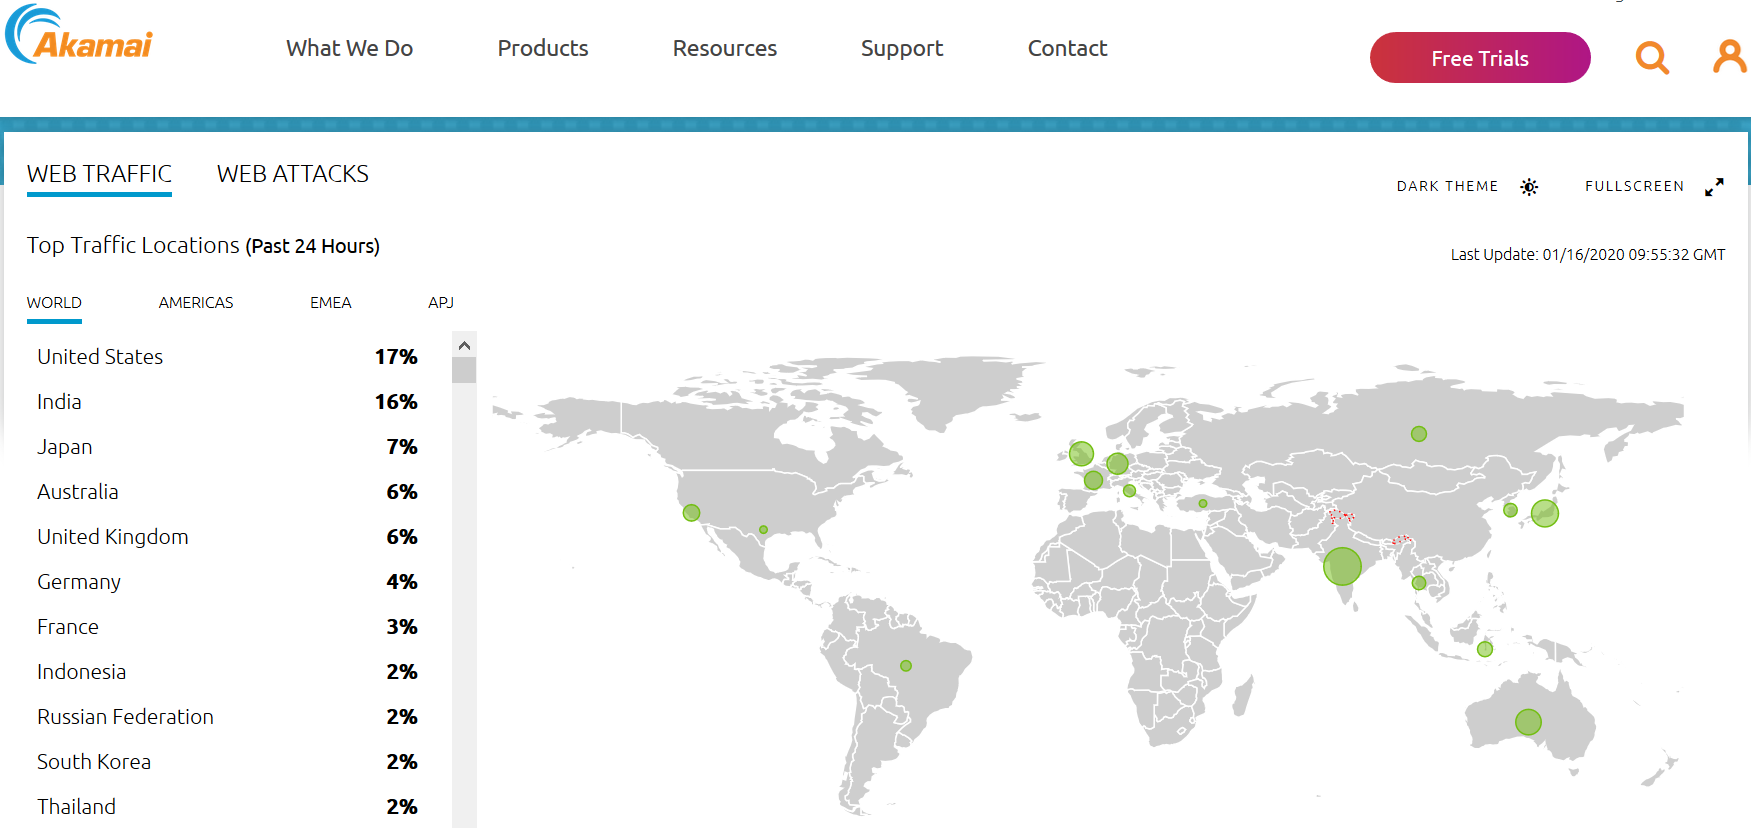 Akamai
What We Do
Products
Resources
Support
Contact
Free Trials
WEB TRAFFIC
WEB ATTACKS
DARK THEME
FULLSCREEN
Top Traffic Locations (Past 24 Hours)
Last Update: 01/16/2020 09:55:32 GMT
WORLD
AMERICAS
EMEA
APJ
United States 17%
India 16%
Japan 7%
Australia 6%
United Kingdom 6%
Germany 4%
France 3%
Indonesia 2%
Russian Federation 2%
South Korea 2%
Thailand 2%